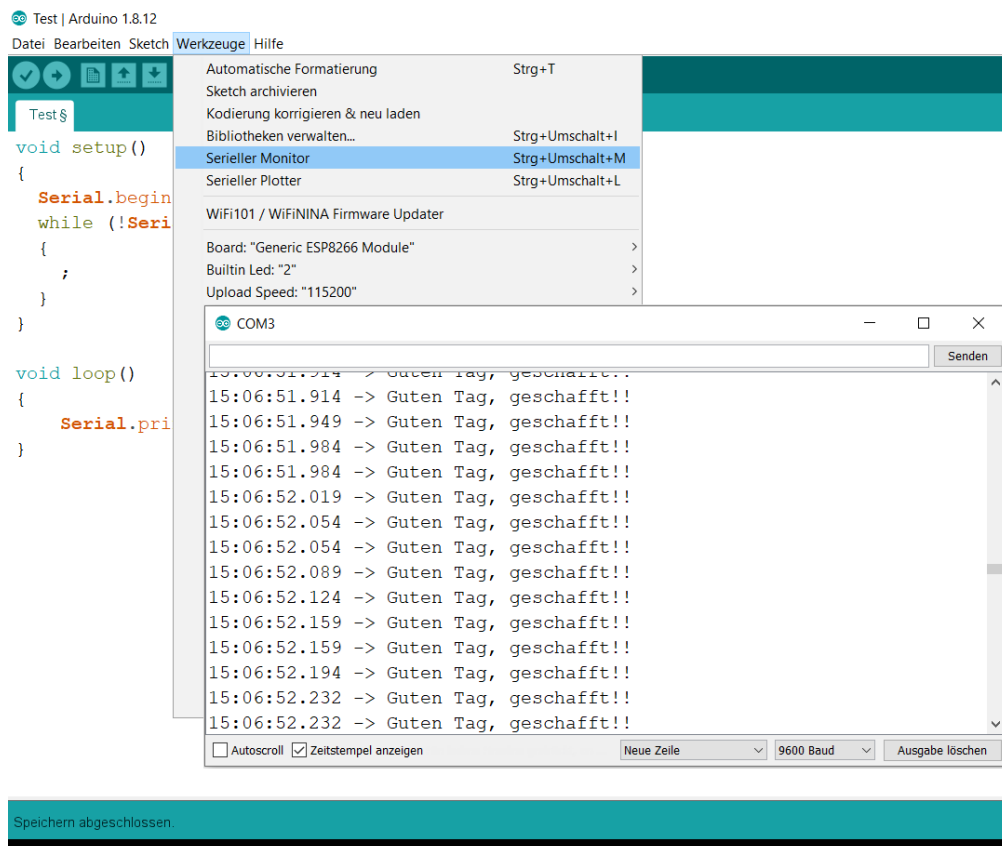 Test | Arduino 1.8.12
Datei Bearbeiten Sketch Werkzeuge Hilfe
Automatische Formatierung Strg+T
Sketch archivieren
Kodierung korrigieren & neu laden
Bibliotheken verwalten... Strg+Umschalt+I
Serieller Monitor Strg+Umschalt+M
Serieller Plotter Strg+Umschalt+L
WiFi101 / WiFiNINA Firmware Updater
Board: "Generic ESP8266 Module"
Builtin Led: "2"
Upload Speed: "115200"
Test §
void setup()
{
Serial.begin
while (!Seri
{
;
}
}
void loop()
{
Serial.pri
}
COM3
Senden
15:06:51.914 -> Guten Tag, geschafft!!
15:06:51.914 -> Guten Tag, geschafft!!
15:06:51.949 -> Guten Tag, geschafft!!
15:06:51.984 -> Guten Tag, geschafft!!
15:06:51.984 -> Guten Tag, geschafft!!
15:06:52.019 -> Guten Tag, geschafft!!
15:06:52.054 -> Guten Tag, geschafft!!
15:06:52.054 -> Guten Tag, geschafft!!
15:06:52.089 -> Guten Tag, geschafft!!
15:06:52.124 -> Guten Tag, geschafft!!
15:06:52.159 -> Guten Tag, geschafft!!
15:06:52.159 -> Guten Tag, geschafft!!
15:06:52.194 -> Guten Tag, geschafft!!
15:06:52.232 -> Guten Tag, geschafft!!
15:06:52.232 -> Guten Tag, geschafft!!
Autoscroll Zeitstempel anzeigen Neue Zeile 9600 Baud Ausgabe löschen
Speichern abgeschlossen.